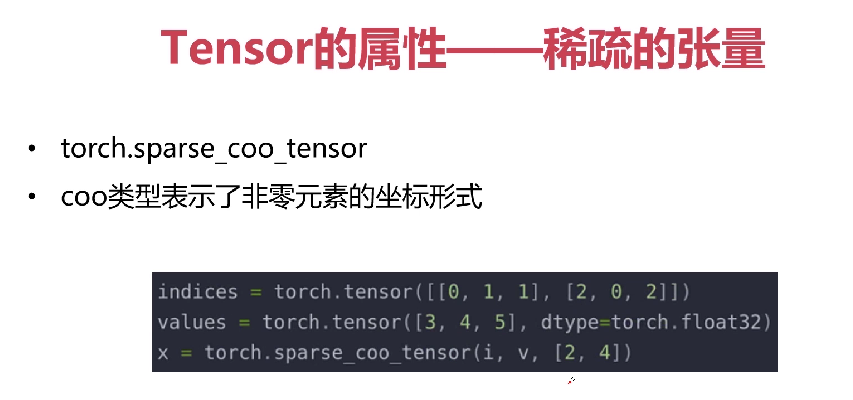 Tensor的属性——稀疏的张量
• torch.sparse_coo_tensor
• coo类型表示了非零元素的坐标形式
indices = torch.tensor([[0, 1, 1], [2, 0, 2]])
values = torch.tensor([3, 4, 5], dtype=torch.float32)
x = torch.sparse_coo_tensor(i, v, [2, 4])